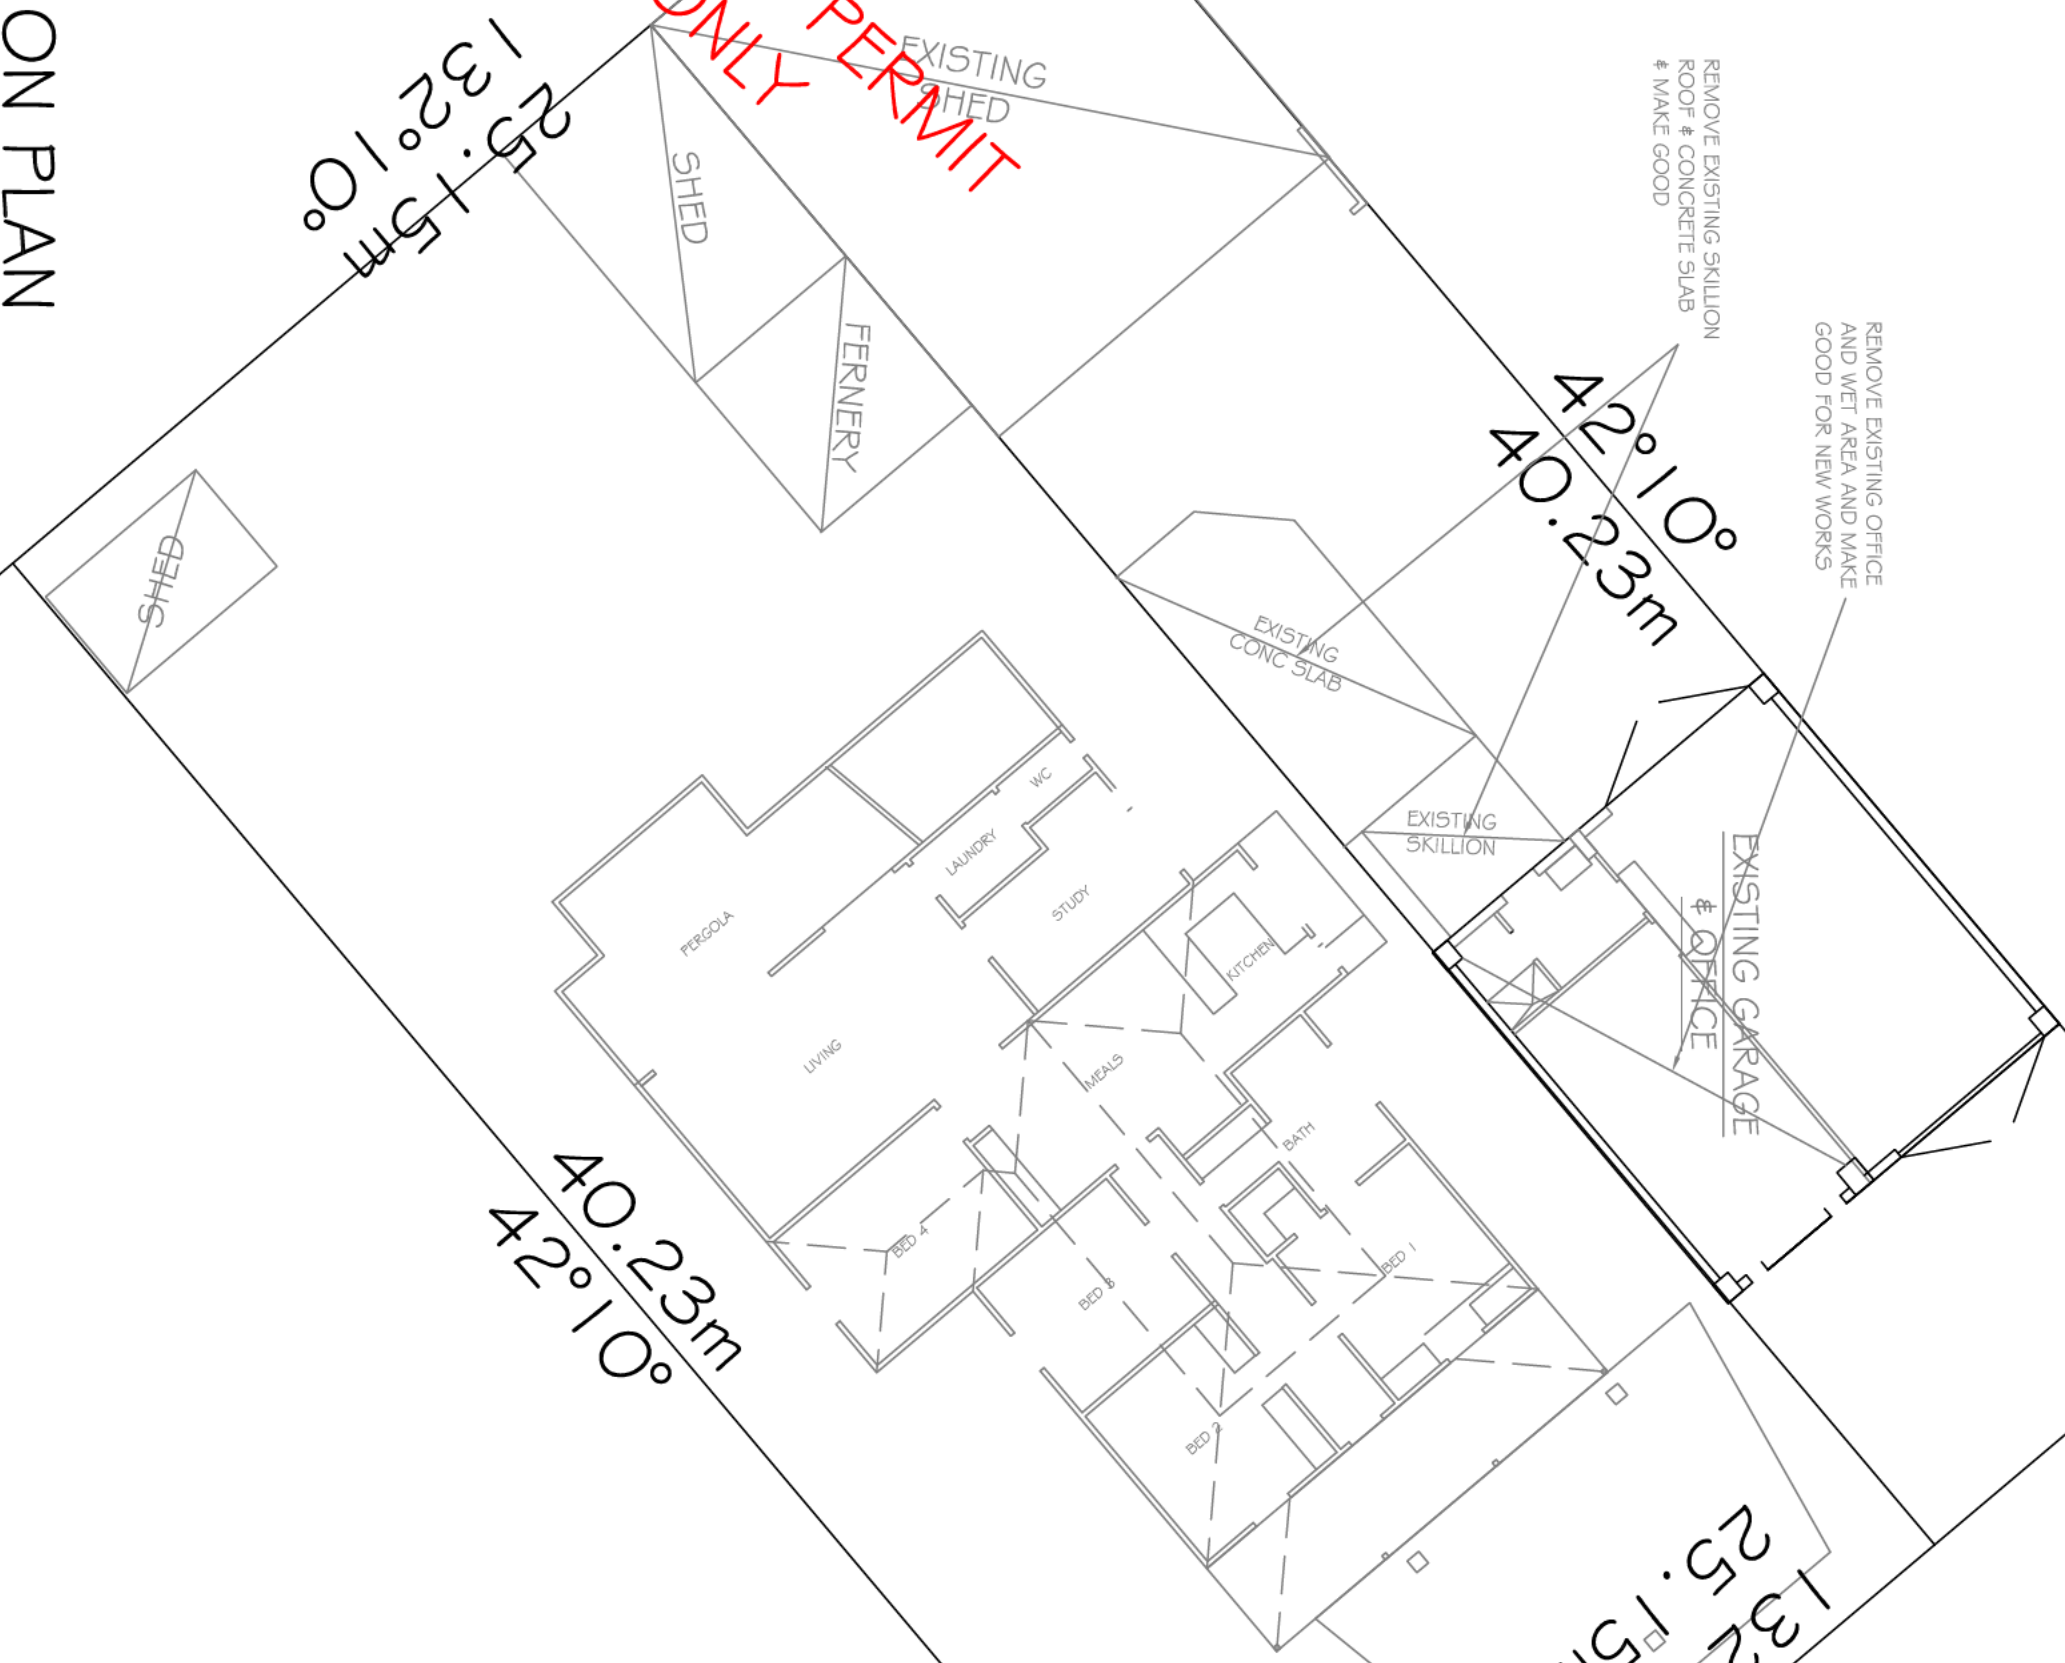 ON PLAN
132°10°
25.15m
ONLY
PERMIT
EXISTING
SHED
SHED
FERNERY
SHED
REMOVE EXISTING SKILLION
ROOF & CONCRETE SLAB
& MAKE GOOD
REMOVE EXISTING OFFICE
AND WET AREA AND MAKE
GOOD FOR NEW WORKS
42°10°
40.23m
EXISTING
CONC SLAB
EXISTING
SKILLION
EXISTING GARAGE
& OFFICE
WC
LAUNDRY
STUDY
PERGOLA
KITCHEN
LIVING
MEALS
BATH
BED 4
BED 3
BED 1
BED 2
40.23m
42°10°
25.15
132